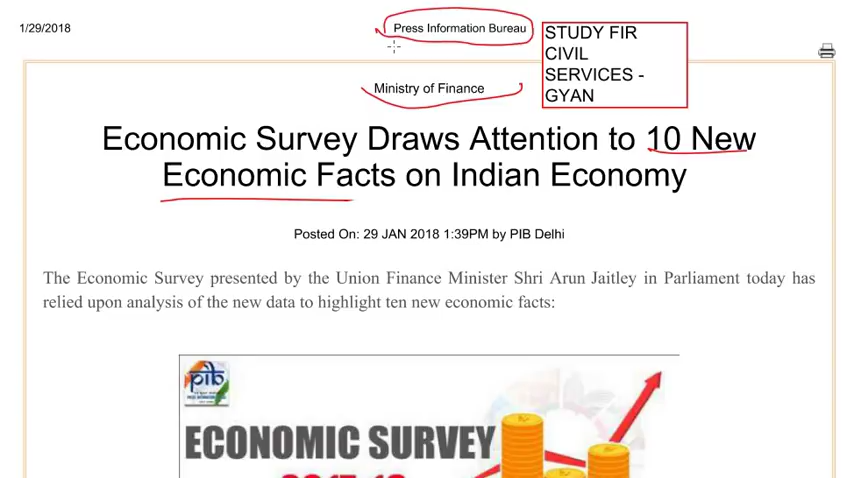 1/29/2018
Press Information Bureau
STUDY FIR
CIVIL
SERVICES -
GYAN
Ministry of Finance
Economic Survey Draws Attention to 10 New
Economic Facts on Indian Economy
Posted On: 29 JAN 2018 1:39PM by PIB Delhi
The Economic Survey presented by the Union Finance Minister Shri Arun Jaitley in Parliament today has
relied upon analysis of the new data to highlight ten new economic facts:
pib
ECONOMIC SURVEY